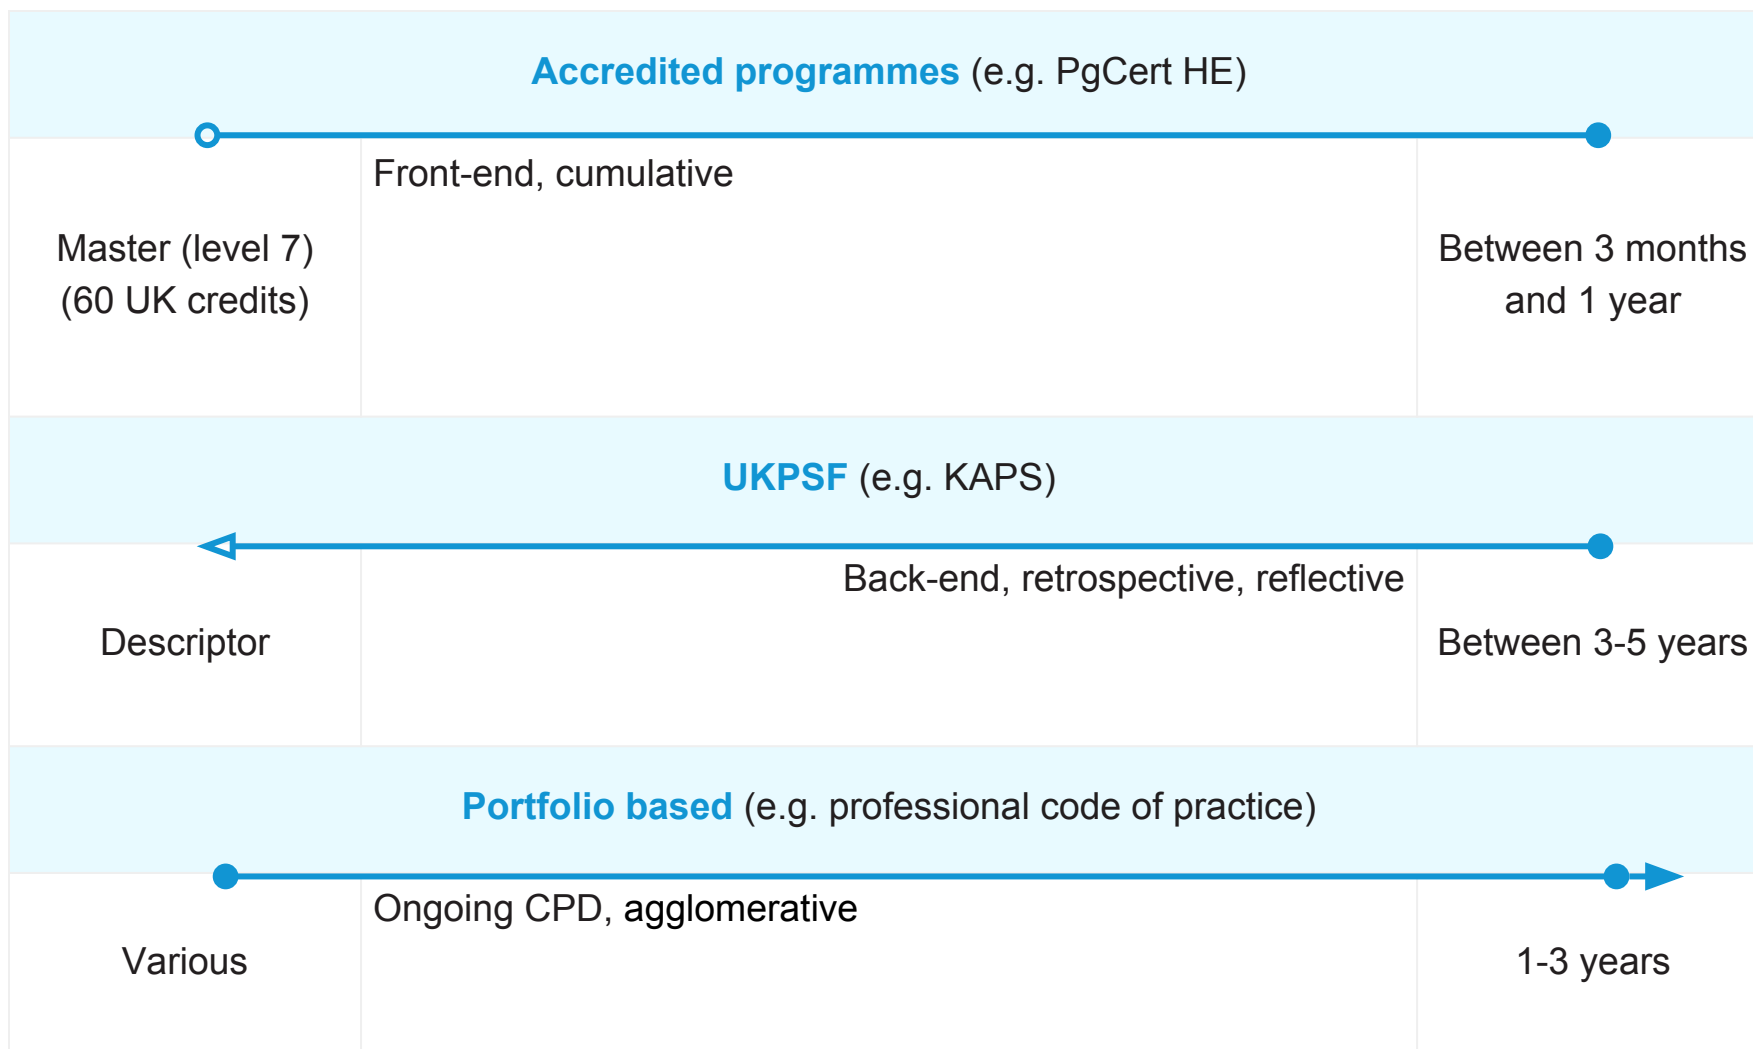 Accredited programmes (e.g. PgCert HE)
Front-end, cumulative
Master (level 7)
(60 UK credits)
Between 3 months
and 1 year
UKPSF (e.g. KAPS)
Back-end, retrospective, reflective
Descriptor
Between 3-5 years
Portfolio based (e.g. professional code of practice)
Ongoing CPD, agglomerative
Various
1-3 years